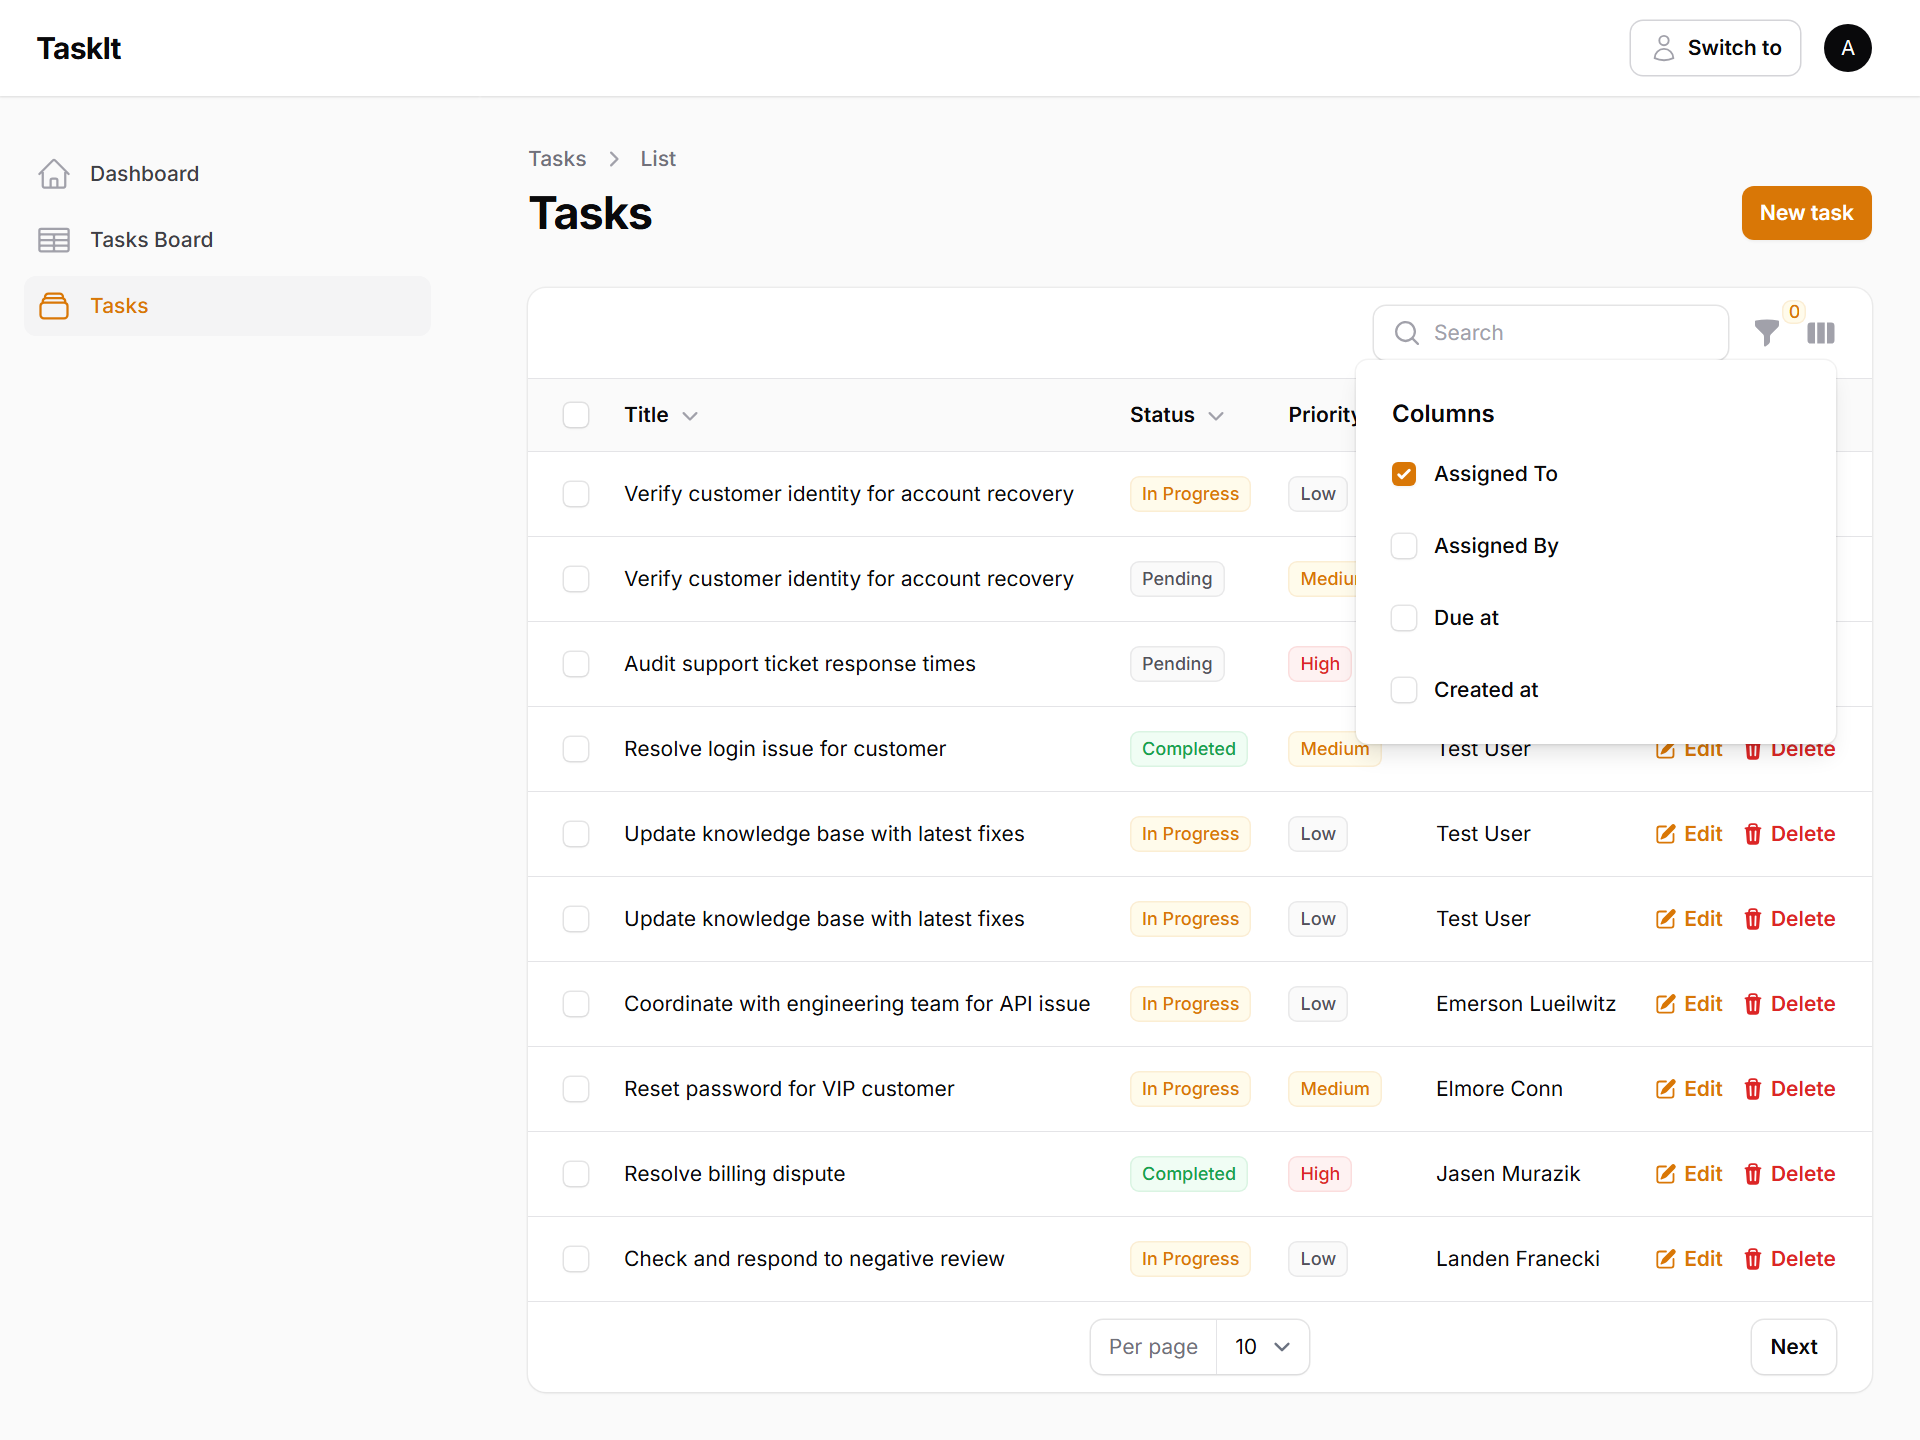 TaskIt
Switch to
A
Dashboard
Tasks Board
Tasks
Tasks > List
Tasks
New task
Search
0
Title Status Priority
Columns
Assigned To
Assigned By
Due at
Created at
Verify customer identity for account recovery In Progress Low
Verify customer identity for account recovery Pending
Audit support ticket response times Pending High
Resolve login issue for customer Completed Medium Test User Edit Delete
Update knowledge base with latest fixes In Progress Low Test User Edit Delete
Update knowledge base with latest fixes In Progress Low Test User Edit Delete
Coordinate with engineering team for API issue In Progress Low Emerson Lueilwitz Edit Delete
Reset password for VIP customer In Progress Medium Elmore Conn Edit Delete
Resolve billing dispute Completed High Jasen Murazik Edit Delete
Check and respond to negative review In Progress Low Landen Franecki Edit Delete
Per page 10
Next